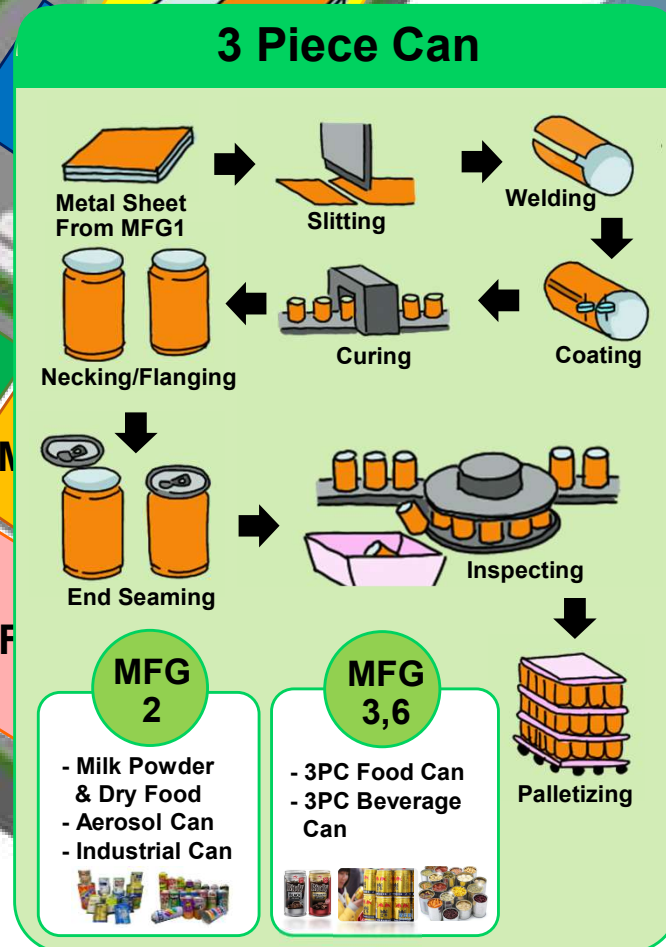 3 Piece Can
Metal Sheet
From MFG1
Slitting
Welding
Necking/Flanging
Curing
Coating
End Seaming
Inspecting
Palletizing
MFG
2
- Milk Powder
& Dry Food
- Aerosol Can
- Industrial Can
MFG
3,6
- 3PC Food Can
- 3PC Beverage
Can